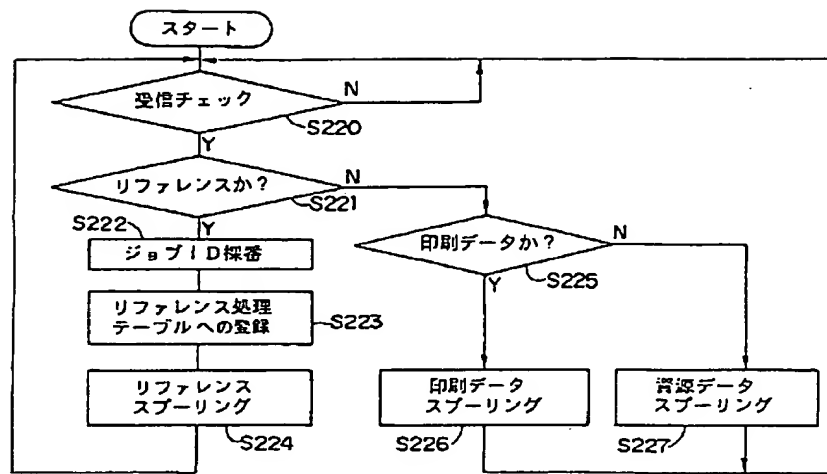 スタート
受信チェック
N
S220
Y
リファレンスか?
N
S221
Y
S222
ジョブID採番
印刷データか?
N
S225
Y
リファレンス処理
テーブルへの登録
S223
リファレンス
スプーリング
S224
印刷データ
スプーリング
S226
資源データ
スプーリング
S227